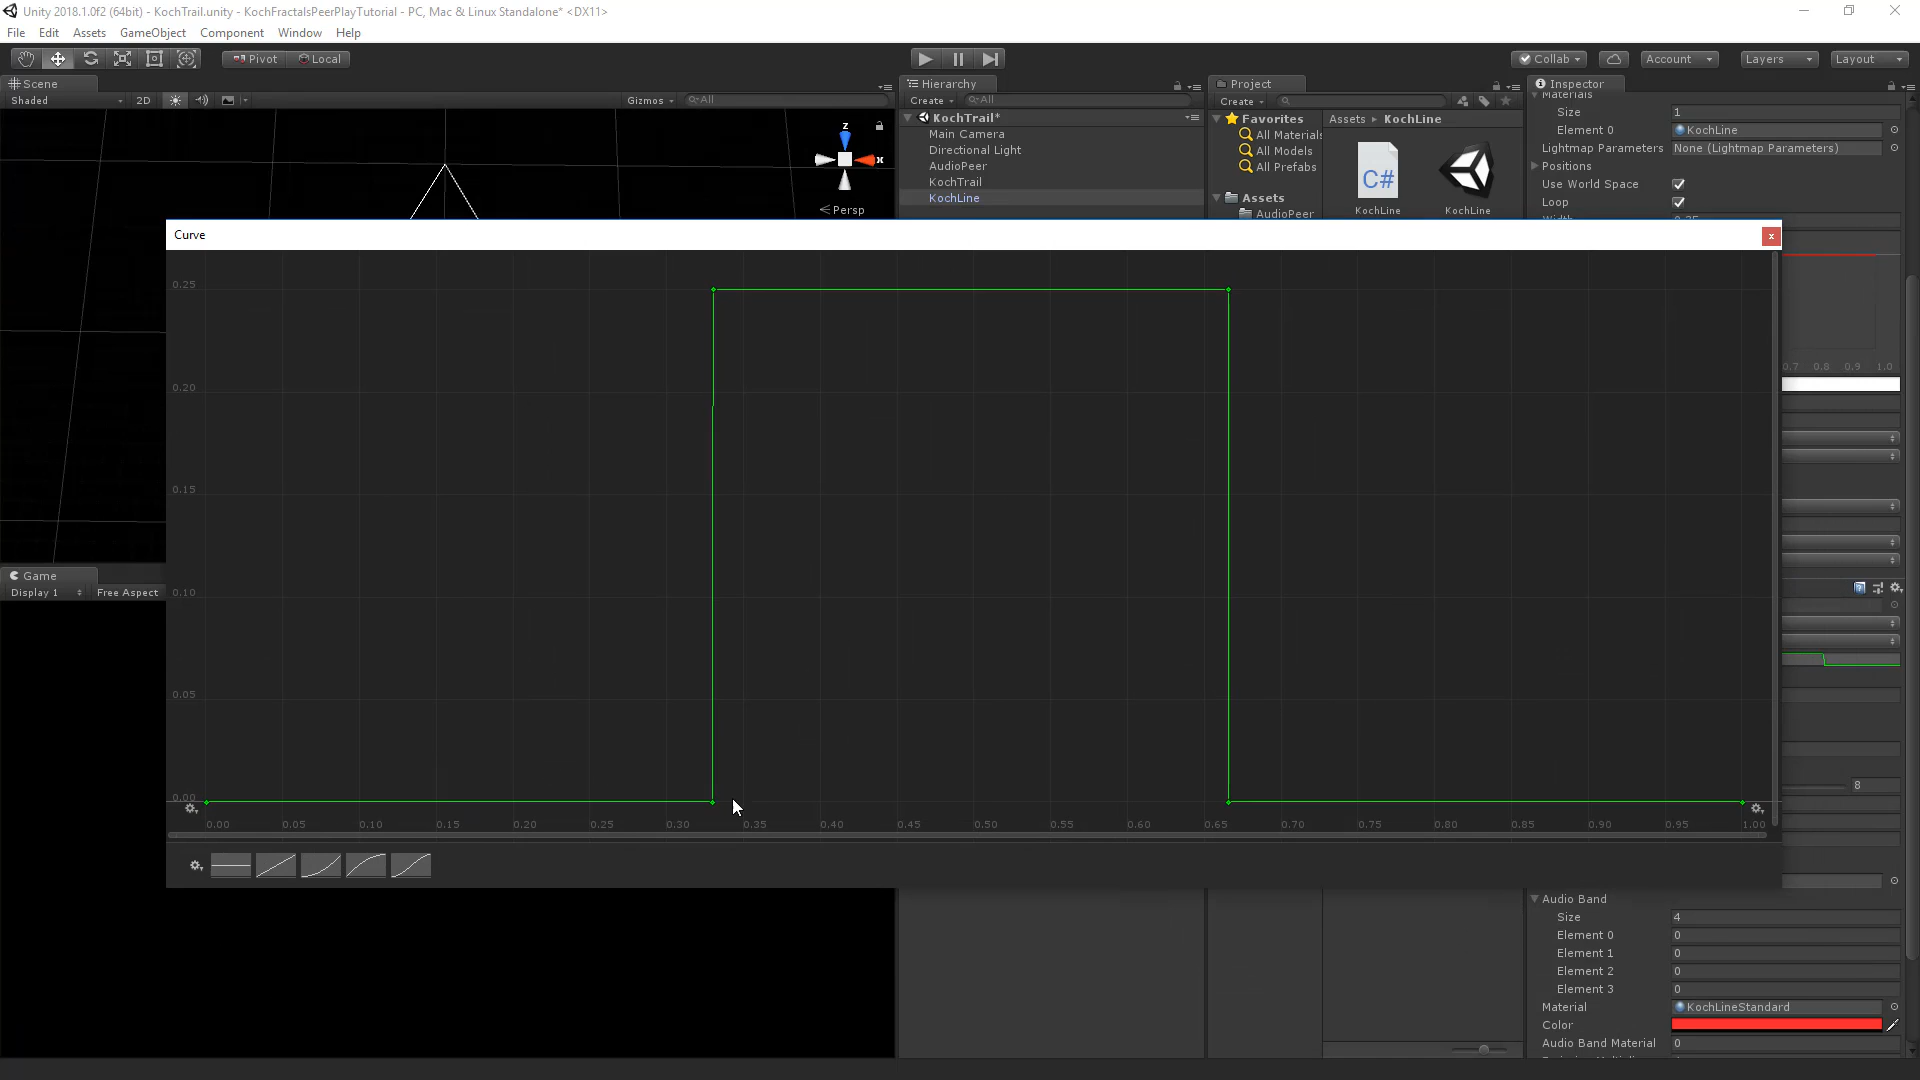 Unity 2018.1.0f2 (64bit) - KochTrail.unity - KochFractalsPeerPlayTutorial - PC, Mac & Linux Standalone* <DX11>
File Edit Assets GameObject Component Window Help
Pivot Local Collab Account Layers Layout
Scene Hierarchy Project Inspector
Shaded 2D Gizmos All Create All Create
Materials
Size 1
Element 0 KochLine
Lightmap Parameters None (Lightmap Parameters)
Positions
Use World Space
Loop
KochTrail*
Main Camera
Directional Light
AudioPeer
KochTrail
KochLine
Favorites
All Materials
All Models
All Prefabs
Assets
AudioPeer
Assets KochLine
C#
KochLine KochLine
z
x
Persp
Curve x
0.25
0.20
0.15
0.10
0.05
0.00
0.00 0.05 0.10 0.15 0.20 0.25 0.30 0.35 0.40 0.45 0.50 0.55 0.60 0.65 0.70 0.75 0.80 0.85 0.90 0.95 1.00
0.7 0.8 0.9 1.0
Game
Display 1 Free Aspect
8
Audio Band
Size 4
Element 0 0
Element 1 0
Element 2 0
Element 3 0
Material KochLineStandard
Color
Audio Band Material 0